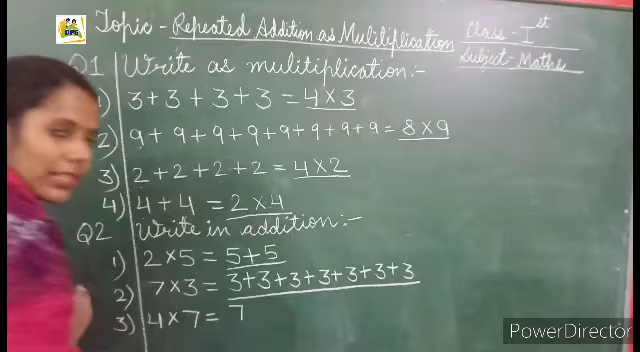 UPS
Topic - Repeated Addition as Mulitiplication
Class - Ist
Subject - Maths
Q1 Write as mulitiplication:-
1) 3+3+3+3 = 4×3
2) 9+9+9+9+9+9+9+9 = 8×9
3) 2+2+2+2 = 4×2
4) 4+4 = 2×4
Q2 Write in addition:-
1) 2×5 = 5+5
2) 7×3 = 3+3+3+3+3+3+3
3) 4×7 = 7
PowerDirector